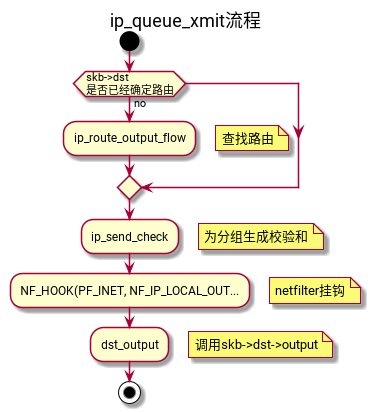 ip_queue_xmit流程
skb->dst
是否已经确定路由
no
ip_route_output_flow
查找路由
ip_send_check
为分组生成校验和
NF_HOOK(PF_INET, NF_IP_LOCAL_OUT...
netfilter挂钩
dst_output
调用skb->dst->output